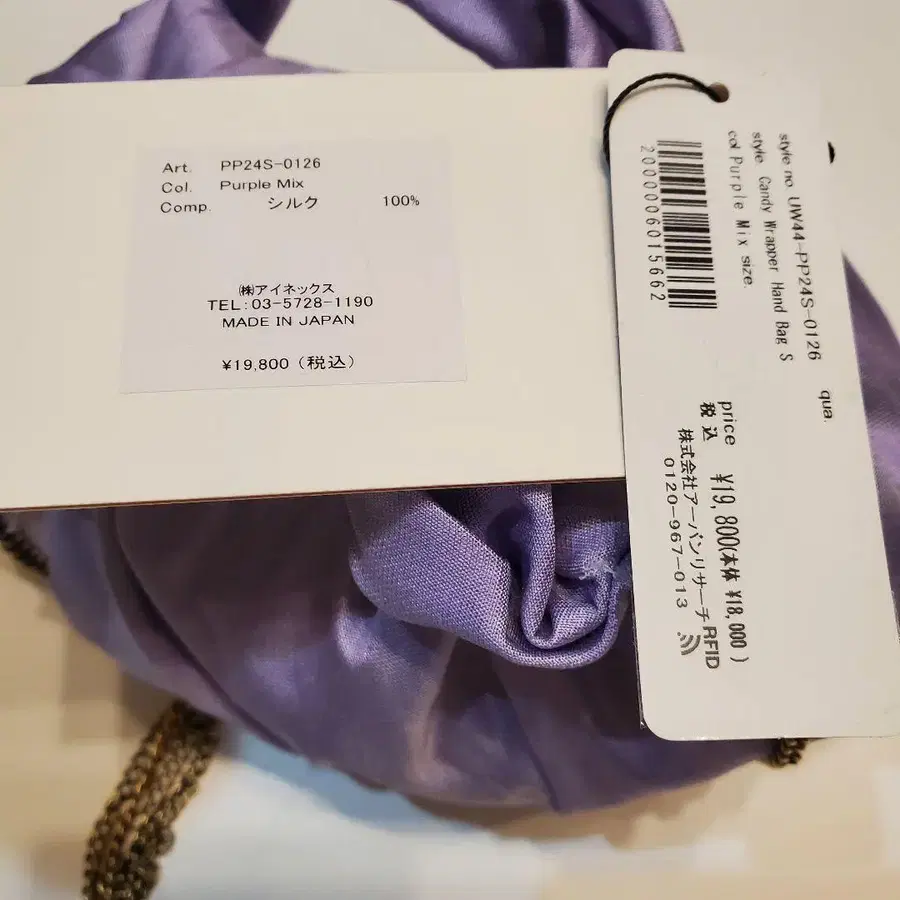 Art. PP24S-0126
Col. Purple Mix
Comp. シルク 100%
㈱アイネックス
TEL:03-5728-1190
MADE IN JAPAN
¥19,800（税込）
style no. UW44-PP24S-0126
style. Candy Wrapper Hand Bag S
col Purple Mix size.
qua.
2000006015662
price ¥19,800(本体 ¥18,000 )
税込
株式会社アーバンリサーチ
0120-967-013
RFID